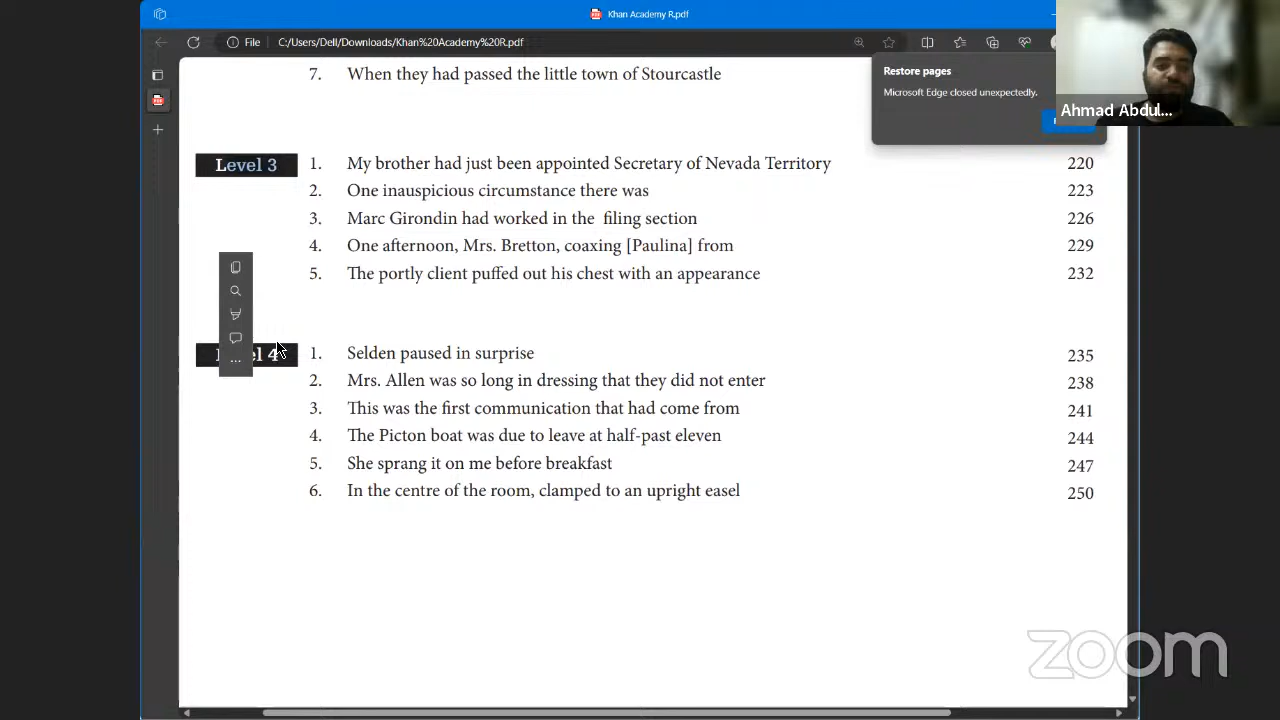 Khan Academy R.pdf
File C:/Users/Dell/Downloads/Khan%20Academy%20R.pdf
Restore pages
Microsoft Edge closed unexpectedly.
Ahmad Abdul...
7. When they had passed the little town of Stourcastle
Level 3
1. My brother had just been appointed Secretary of Nevada Territory 220
2. One inauspicious circumstance there was 223
3. Marc Girondin had worked in the filing section 226
4. One afternoon, Mrs. Bretton, coaxing [Paulina] from 229
5. The portly client puffed out his chest with an appearance 232
4
1. Selden paused in surprise 235
2. Mrs. Allen was so long in dressing that they did not enter 238
3. This was the first communication that had come from 241
4. The Picton boat was due to leave at half-past eleven 244
5. She sprang it on me before breakfast 247
6. In the centre of the room, clamped to an upright easel 250
zoom